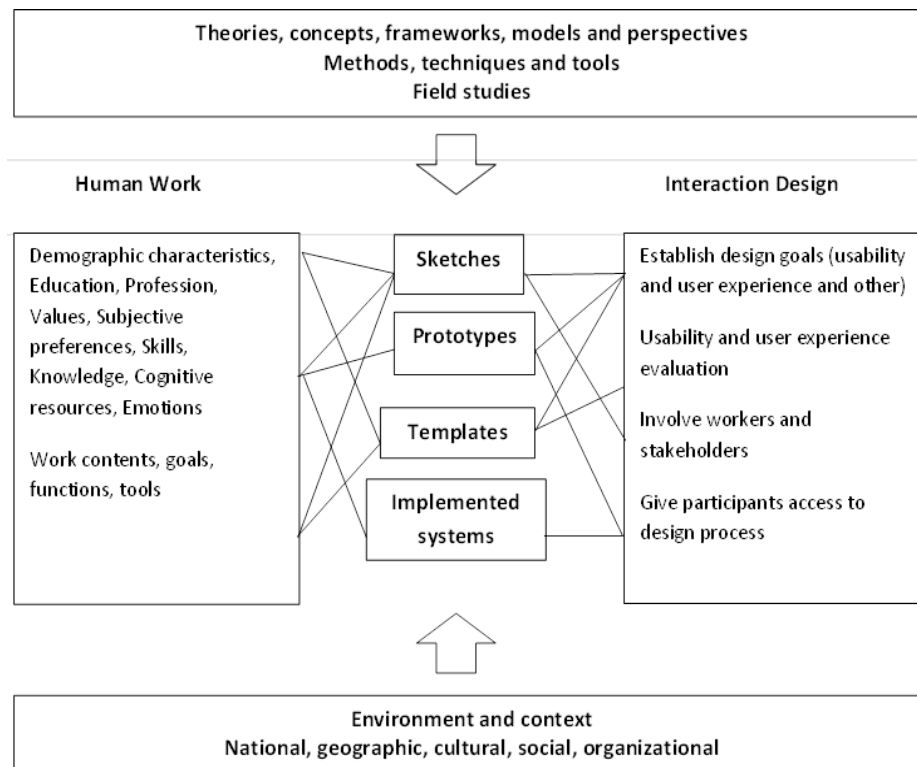 Theories, concepts, frameworks, models and perspectives
Methods, techniques and tools
Field studies
Human Work
Interaction Design
Demographic characteristics,
Education, Profession,
Values, Subjective
preferences, Skills,
Knowledge, Cognitive
resources, Emotions
Work contents, goals,
functions, tools
Sketches
Prototypes
Templates
Implemented
systems
Establish design goals (usability
and user experience and other)
Usability and user experience
evaluation
Involve workers and
stakeholders
Give participants access to
design process
Environment and context
National, geographic, cultural, social, organizational